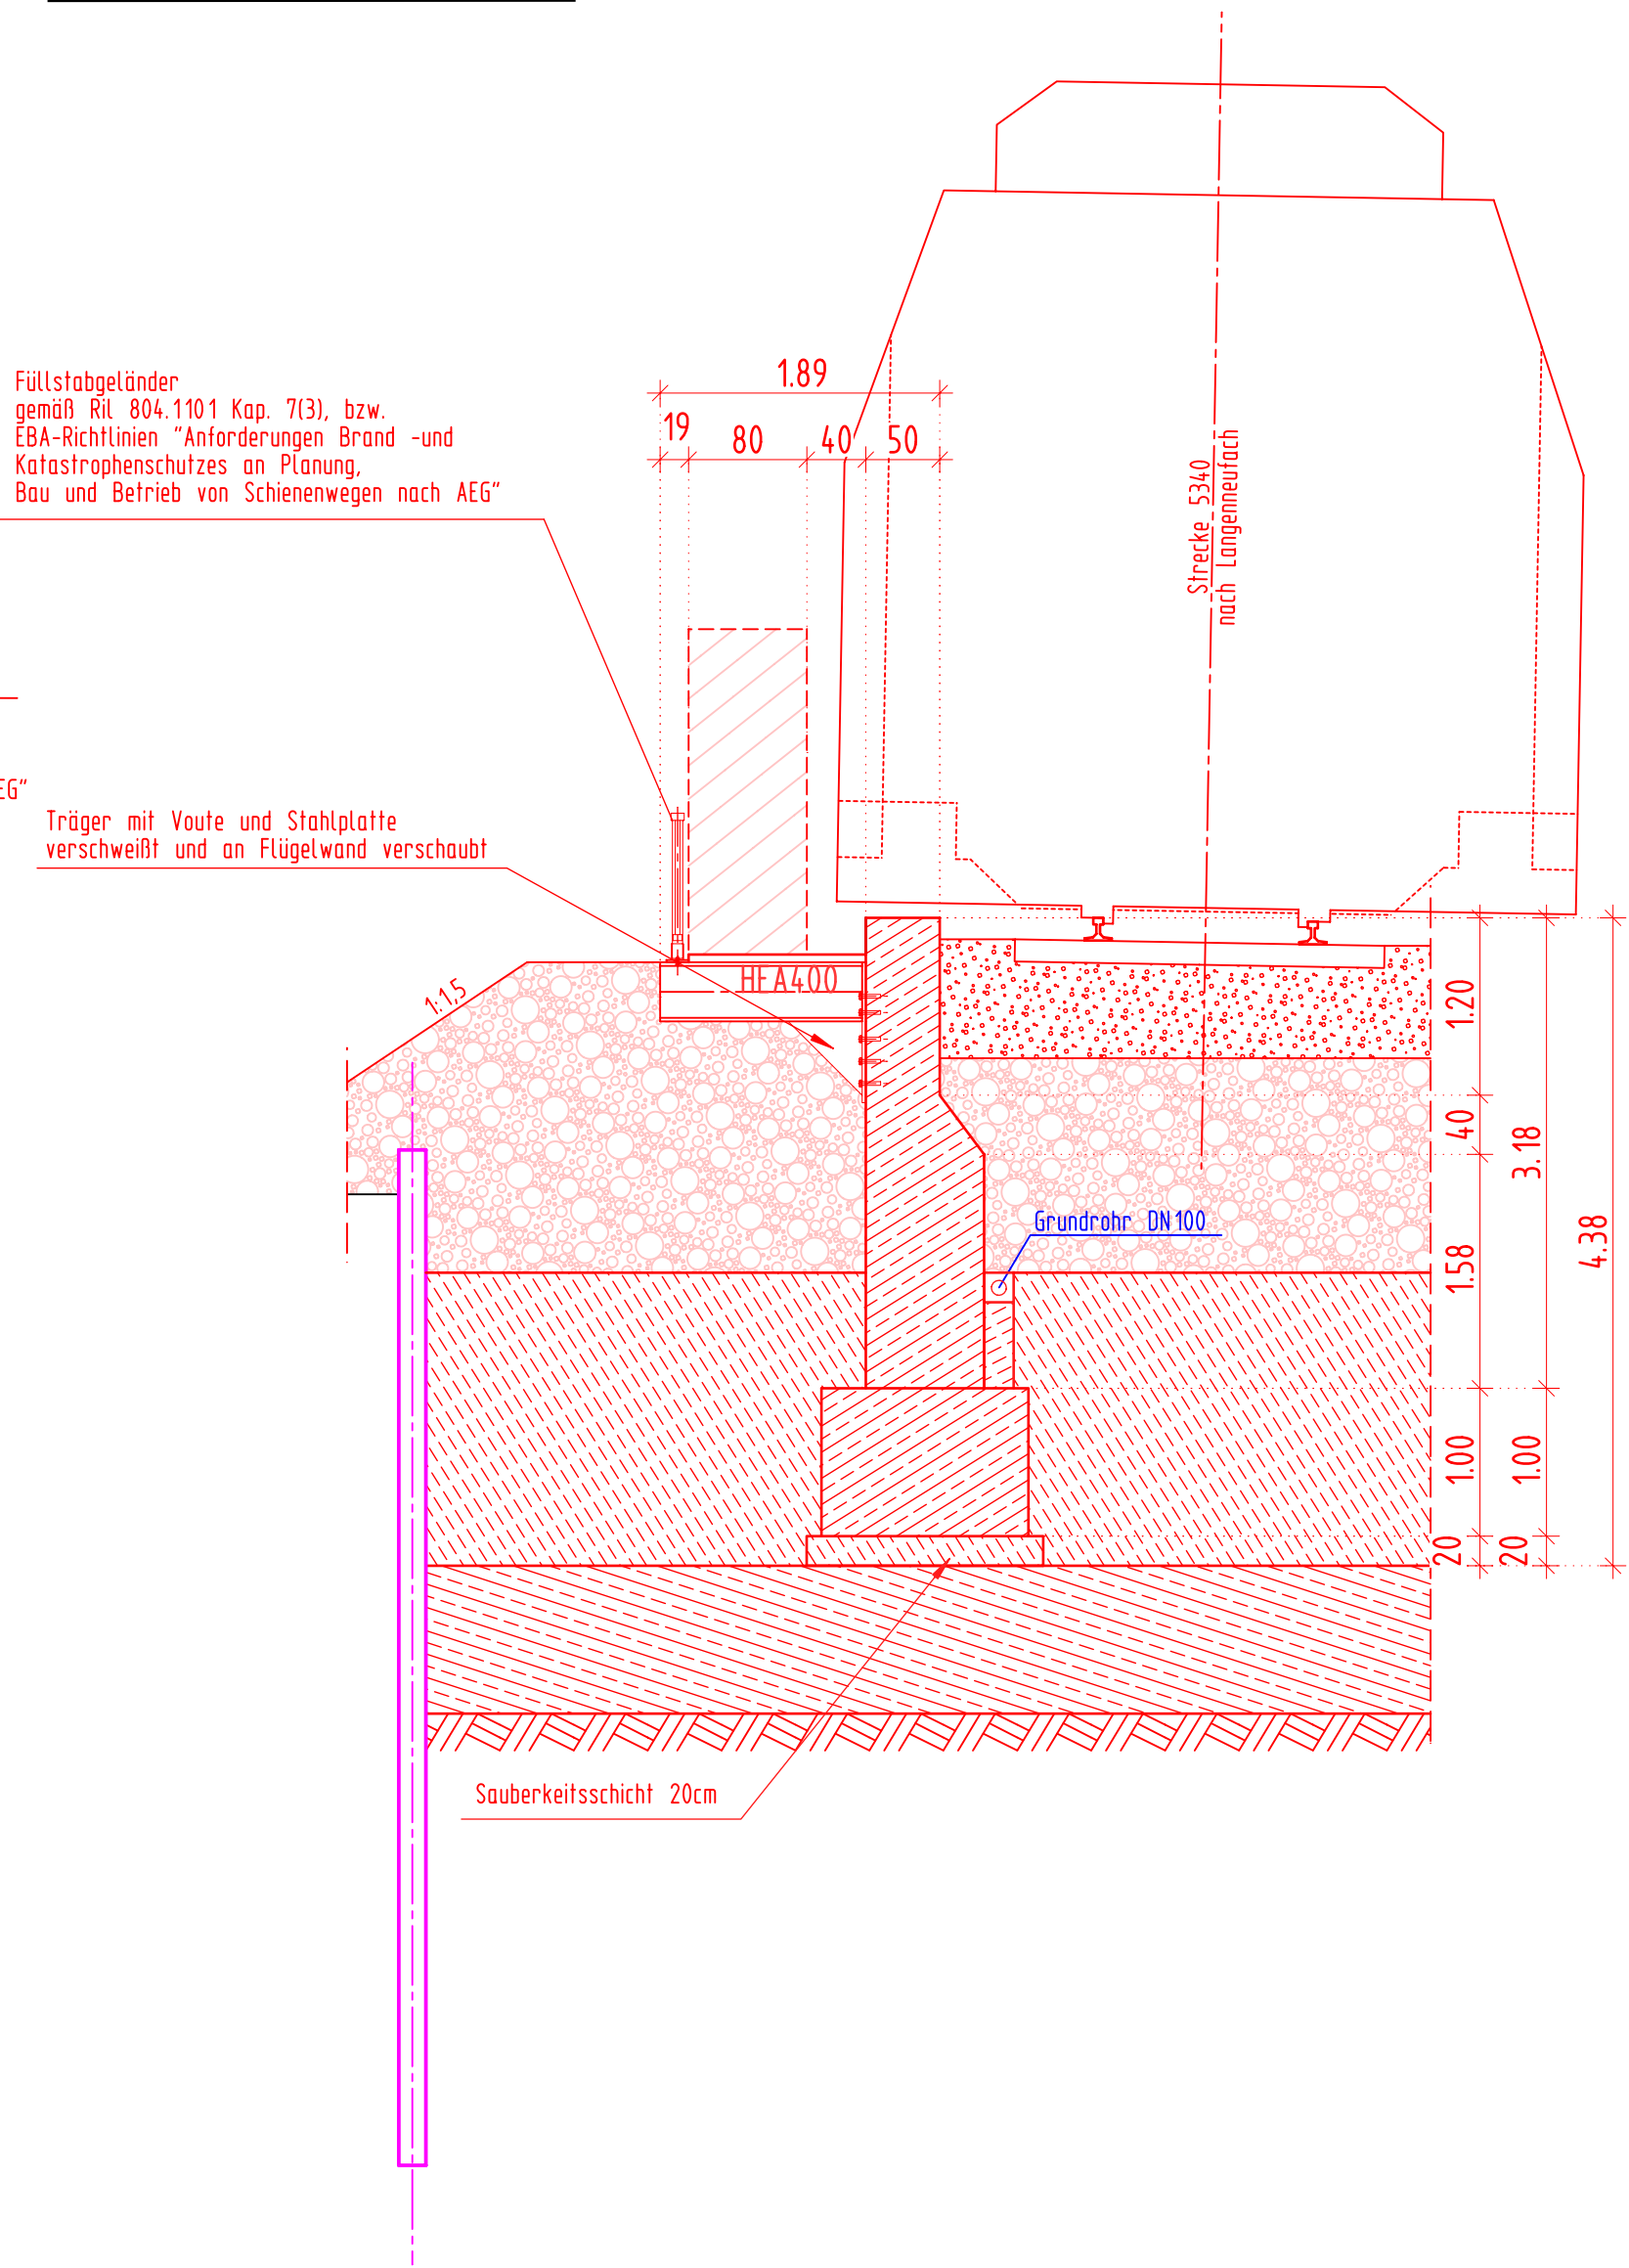 Füllstabgeländer
gemäß Ril 804.1101 Kap. 7(3), bzw.
EBA-Richtlinien "Anforderungen Brand -und
Katastrophenschutzes an Planung,
Bau und Betrieb von Schienenwegen nach AEG"
1.89
19
80
40
50
Strecke 5340
nach Langenneufach
EG"
Träger mit Voute und Stahlplatte
verschweißt und an Flügelwand verschaubt
HEA400
1:1,5
1.20
40
3.18
Grundrohr DN100
1.58
4.38
1.00
1.00
20
20
Sauberkeitsschicht 20cm